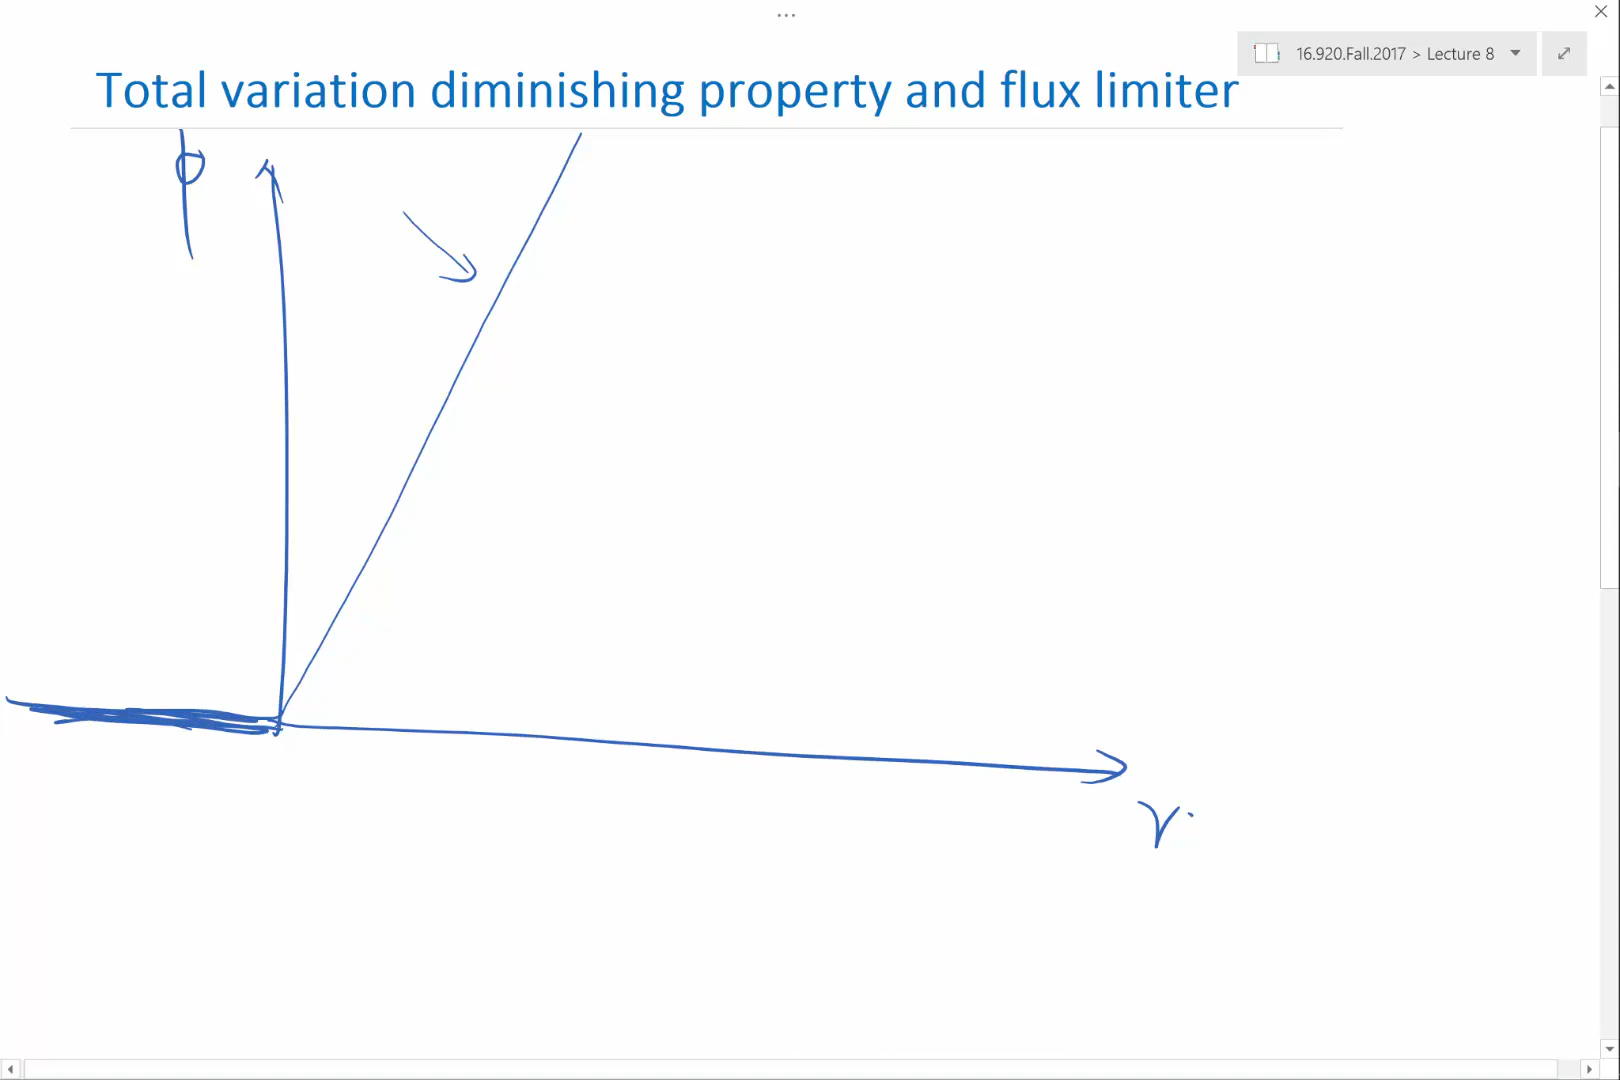 ...
16.920.Fall.2017 > Lecture 8
Total variation diminishing property and flux limiter
φ
r